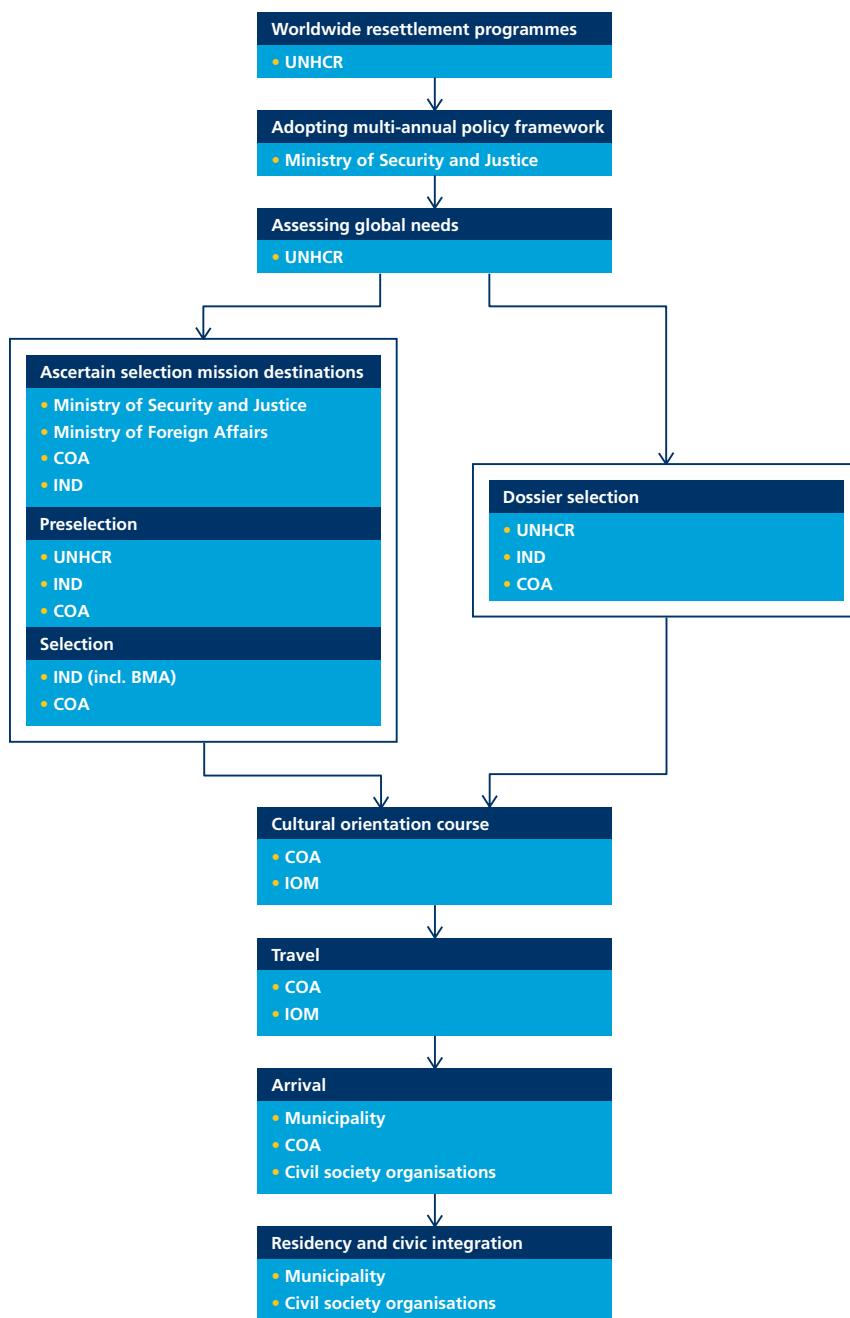 Worldwide resettlement programmes
• UNHCR
Adopting multi-annual policy framework
• Ministry of Security and Justice
Assessing global needs
• UNHCR
Ascertain selection mission destinations
• Ministry of Security and Justice
• Ministry of Foreign Affairs
• COA
• IND
Preselection
• UNHCR
• IND
• COA
Selection
• IND (incl. BMA)
• COA
Dossier selection
• UNHCR
• IND
• COA
Cultural orientation course
• COA
• IOM
Travel
• COA
• IOM
Arrival
• Municipality
• COA
• Civil society organisations
Residency and civic integration
• Municipality
• Civil society organisations